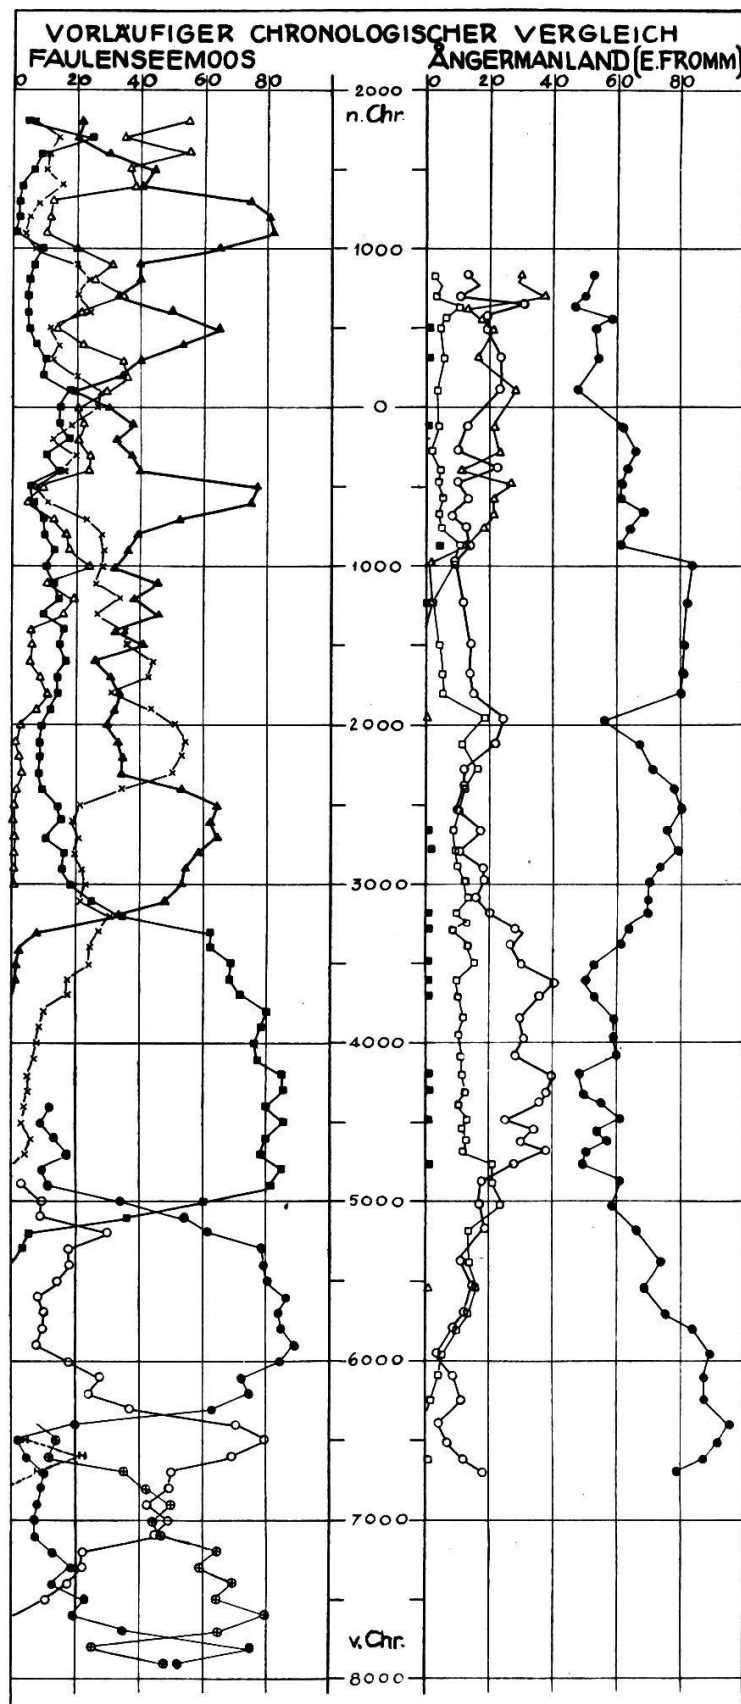 VORLÄUFIGER CHRONOLOGISCHER VERGLEICH
FAULENSEEMOOS ÅNGERMANLAND (E.FROMM)
0 20 40 60 80 2000 0 20 40 60 80
n. Chr.
1000
0
1000
2000
3000
4000
5000
6000
7000
v. Chr.
8000